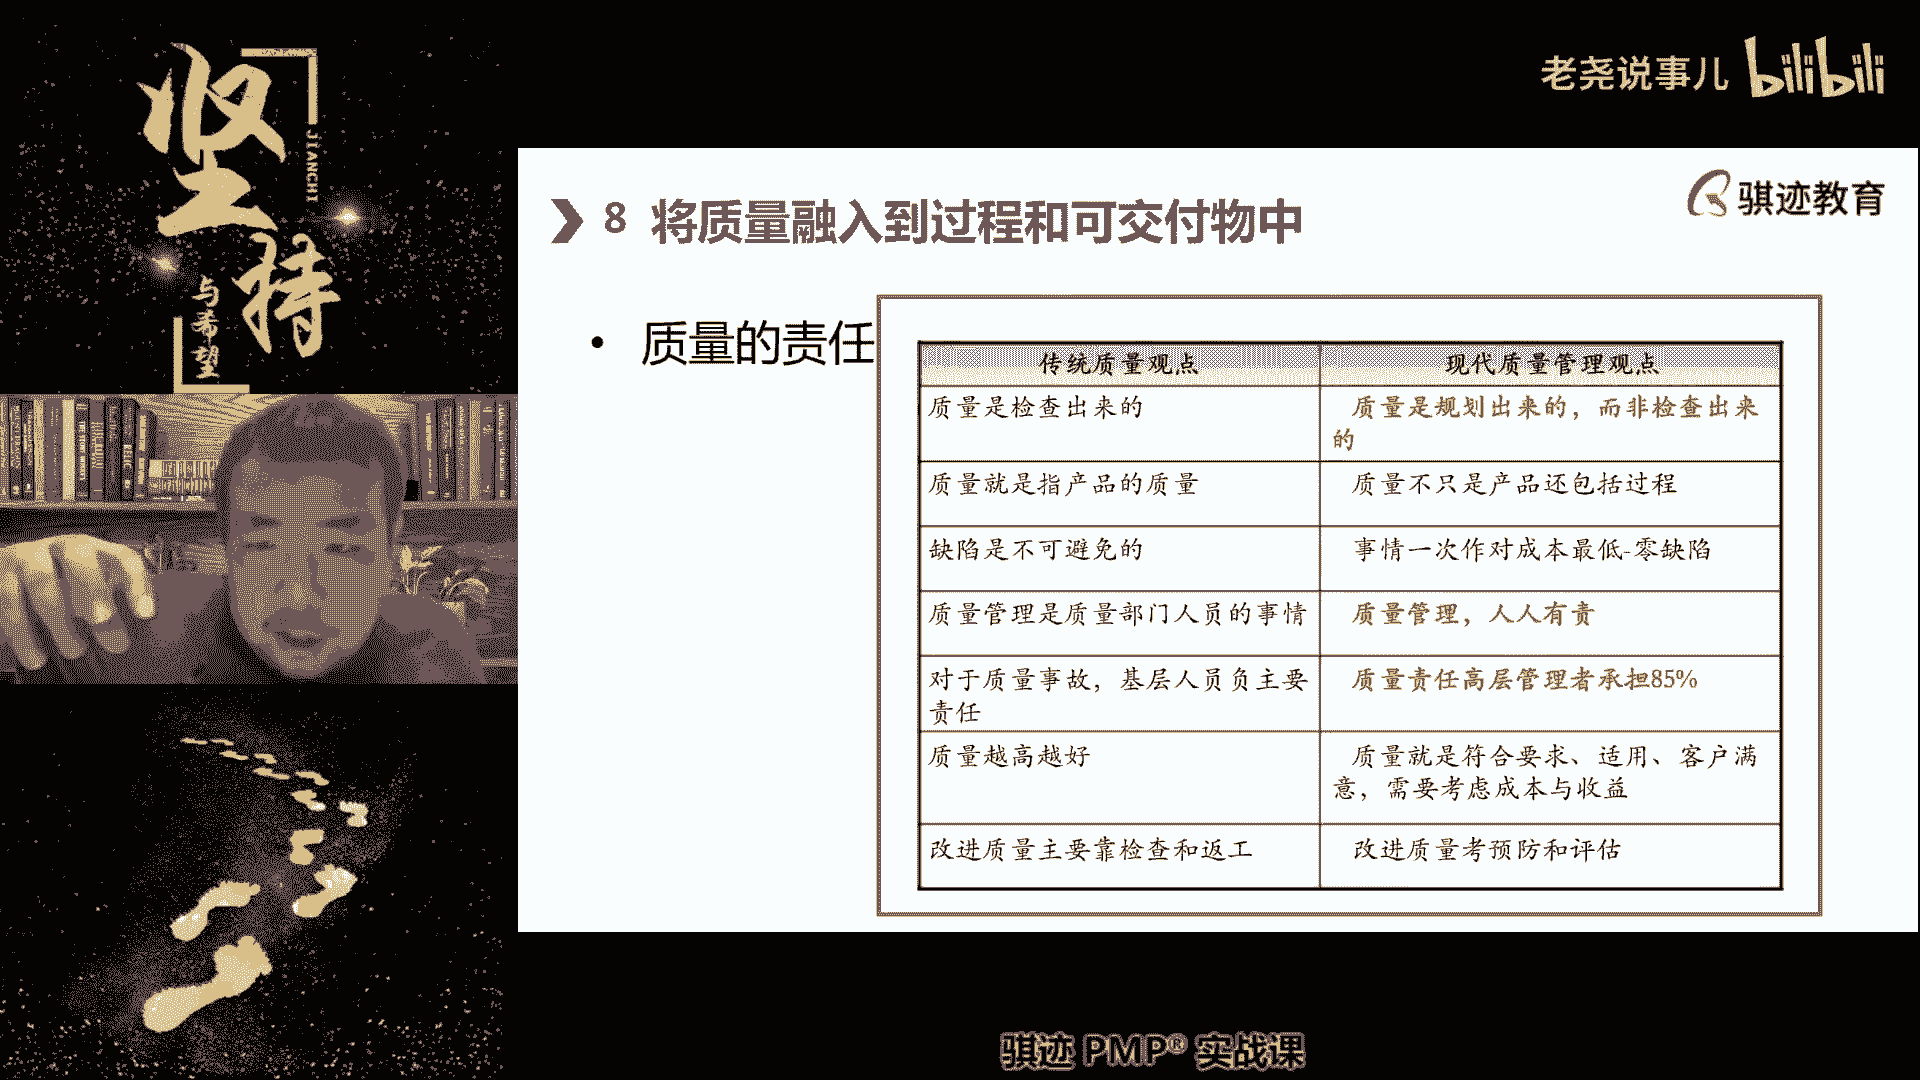 坚持
JIANCHI
与希望
老尧说事儿 bilibili
骐迹教育
8 将质量融入到过程和可交付物中
• 质量的责任
传统质量观点
现代质量管理观点
质量是检查出来的
质量是规划出来的，而非检查出来
的
质量就是指产品的质量
质量不只是产品还包括过程
缺陷是不可避免的
事情一次作对成本最低-零缺陷
质量管理是质量部门人员的事情
质量管理，人人有责
对于质量事故，基层人员负主要
责任
质量责任高层管理者承担85%
质量越高越好
质量就是符合要求、适用、客户满
意，需要考虑成本与收益
改进质量主要靠检查和返工
改进质量考预防和评估
骐迹 PMP® 实战课